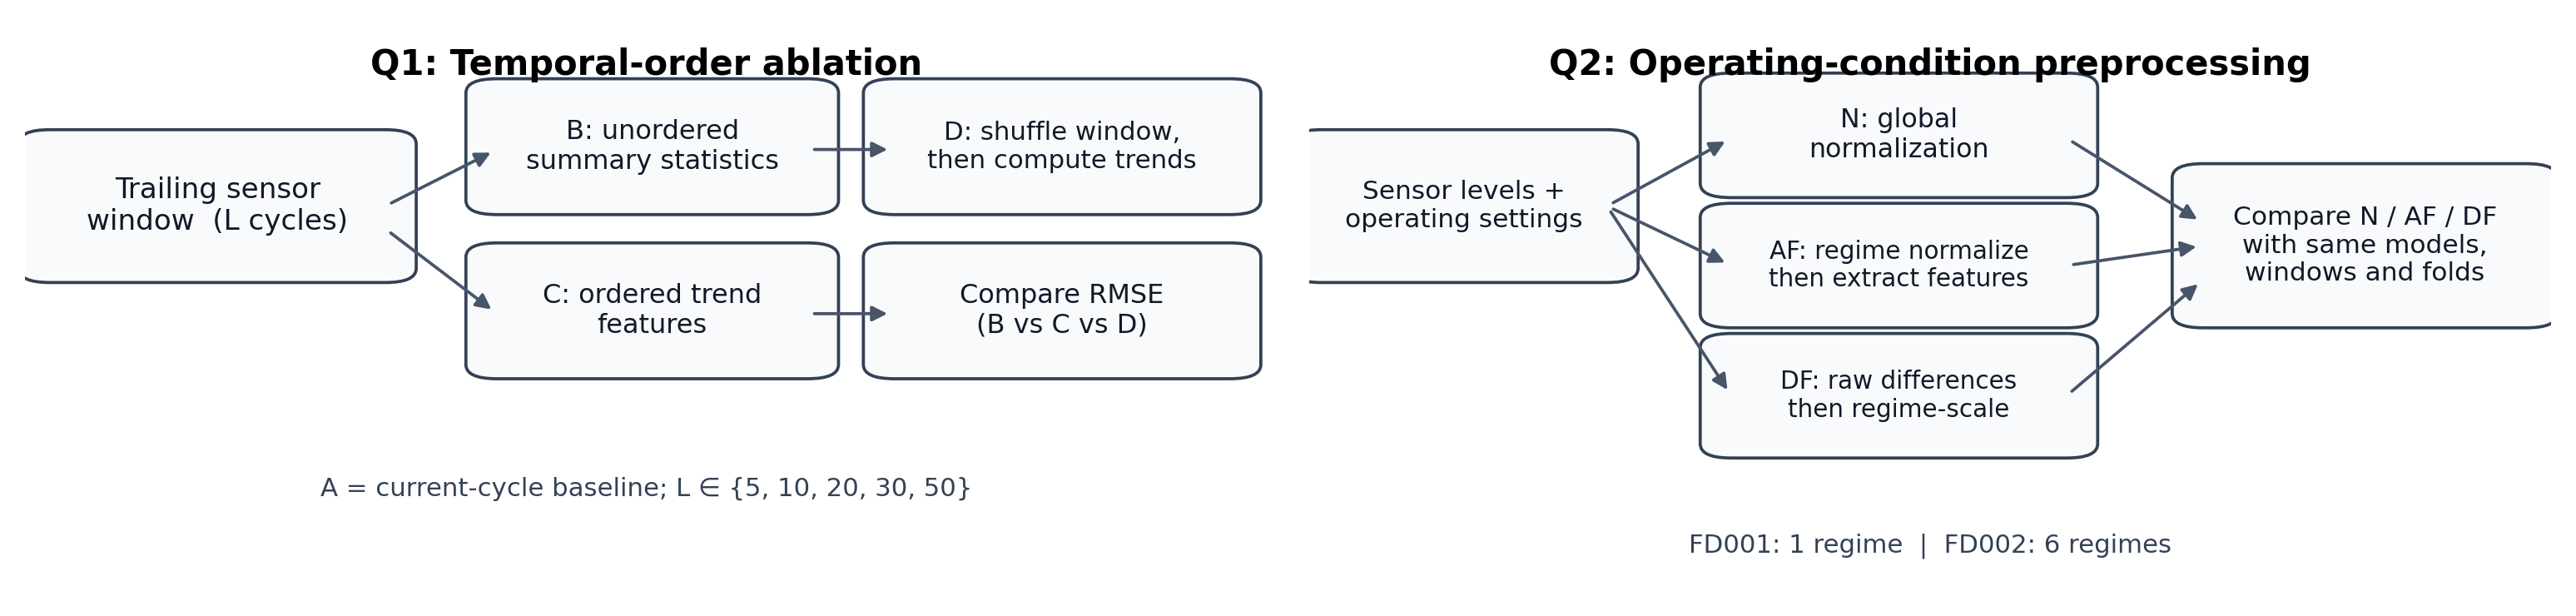 Q1: Temporal-order ablation
Trailing sensor
window  (L cycles)
B: unordered
summary statistics
D: shuffle window,
then compute trends
C: ordered trend
features
Compare RMSE
(B vs C vs D)
A = current-cycle baseline; L ∈ {5, 10, 20, 30, 50}
Q2: Operating-condition preprocessing
Sensor levels +
operating settings
N: global
normalization
AF: regime normalize
then extract features
DF: raw differences
then regime-scale
Compare N / AF / DF
with same models,
windows and folds
FD001: 1 regime  |  FD002: 6 regimes